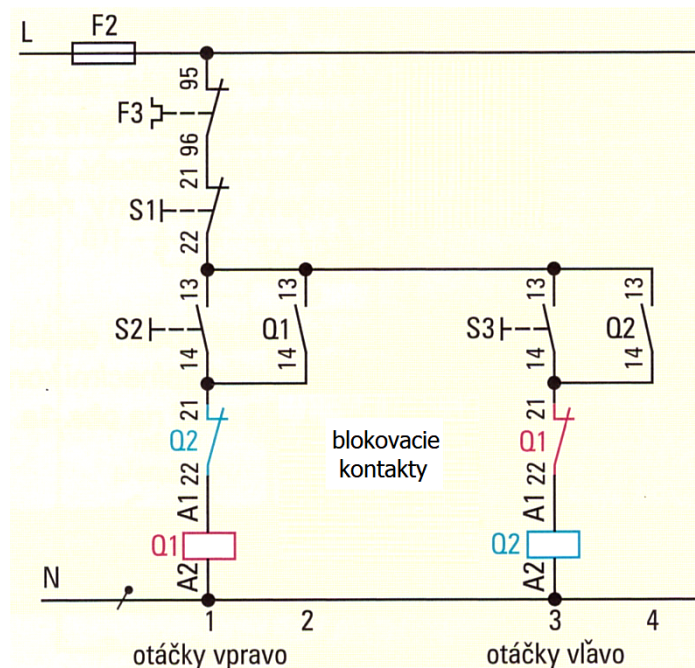 L
F2
95
F3
96
21
S1
22
13
13
13
13
S2
Q1
S3
Q2
14
14
14
14
21
21
Q2
blokovacie
kontakty
Q1
22
22
A1
A1
Q1
Q2
A2
A2
N
1
2
3
4
otáčky vpravo
otáčky vľavo